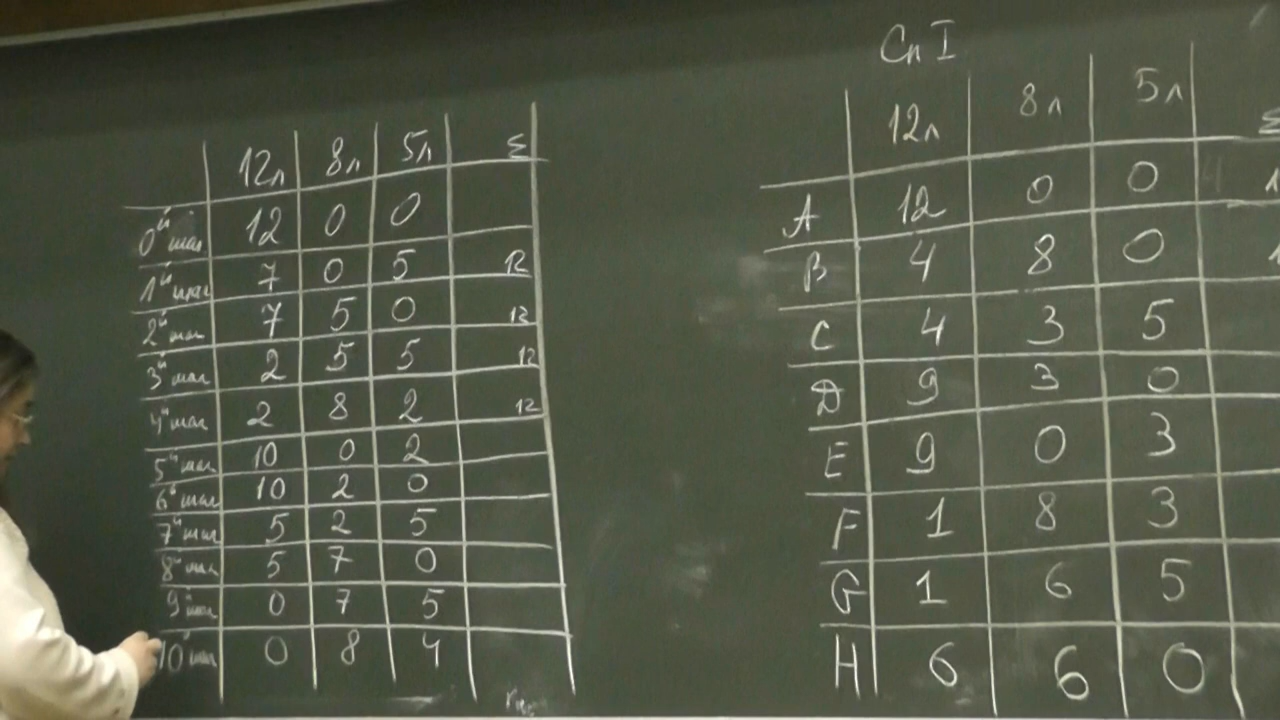 12л 8л 5л Σ
0й шаг 12 0 0
1й шаг 7 0 5 12
2й шаг 7 5 0 12
3й шаг 2 5 5 12
4й шаг 2 8 2 12
5й шаг 10 0 2
6й шаг 10 2 0
7й шаг 5 2 5
8й шаг 5 7 0
9й шаг 0 7 5
10й шаг 0 8 4
Сп I
12л 8л 5л Σ
A 12 0 0
B 4 8 0
C 4 3 5
D 9 3 0
E 9 0 3
F 1 8 3
G 1 6 5
H 6 6 0